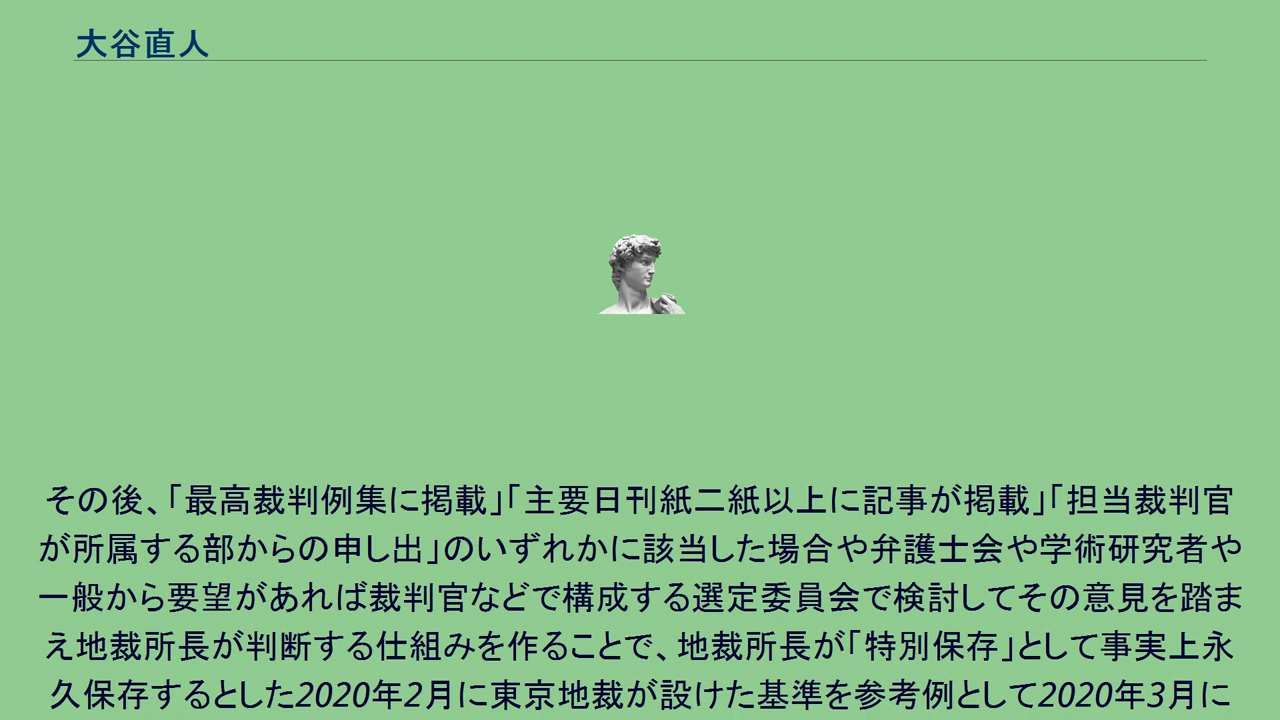 大谷直人
その後、「最高裁判例集に掲載」「主要日刊紙二紙以上に記事が掲載」「担当裁判官
が所属する部からの申し出」のいずれかに該当した場合や弁護士会や学術研究者や
一般から要望があれば裁判官などで構成する選定委員会で検討してその意見を踏ま
え地裁所長が判断する仕組みを作ることで、地裁所長が「特別保存」として事実上永
久保存するとした2020年2月に東京地裁が設けた基準を参考例として2020年3月に